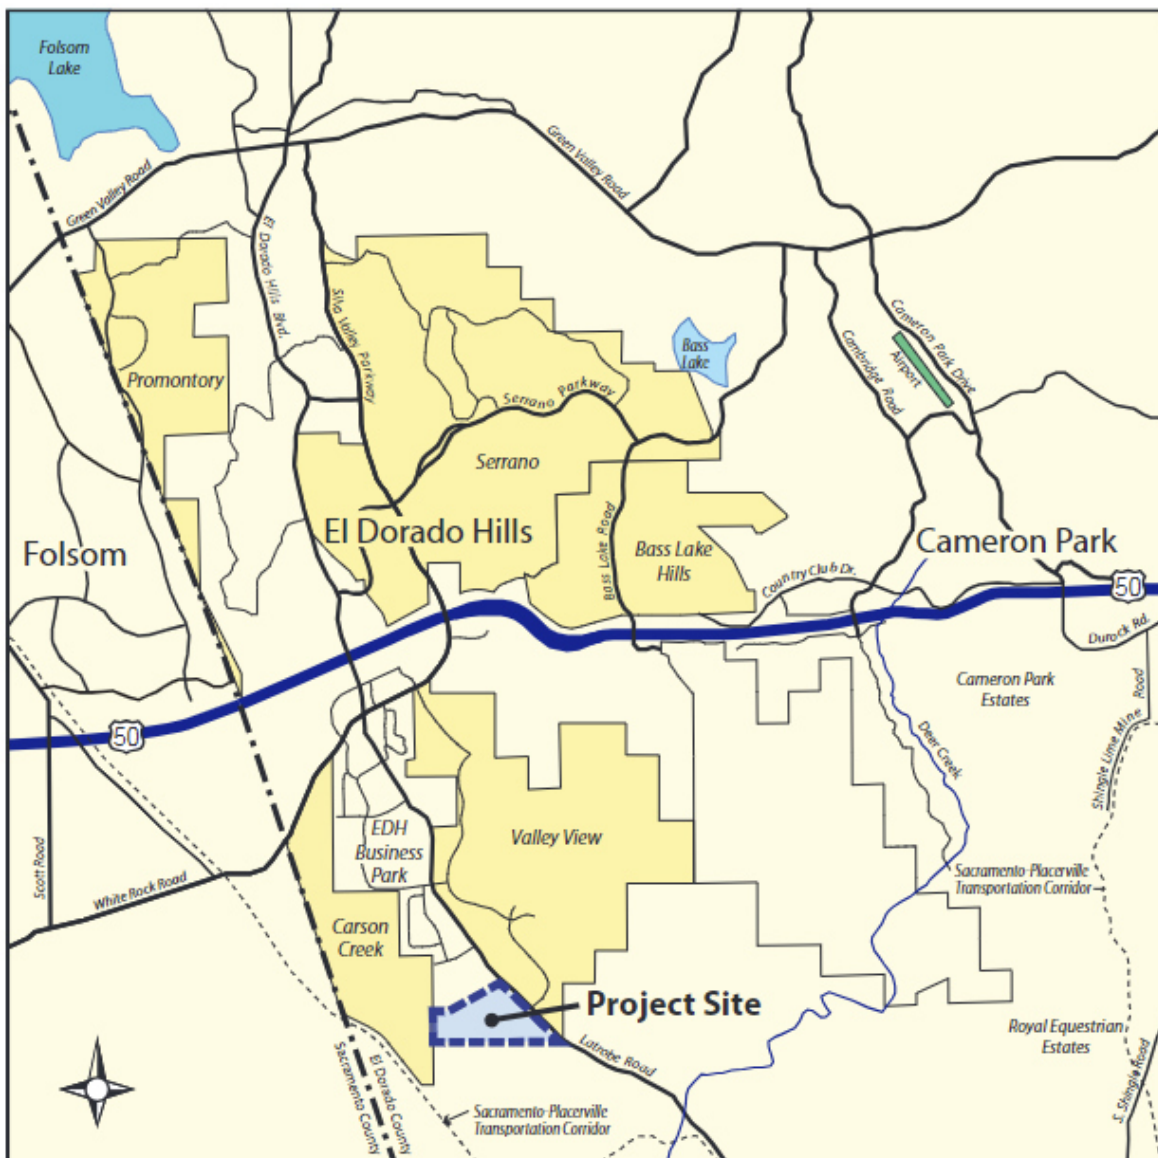 Folsom
Lake
Green Valley Road
Green Valley Road
El Dorado Hills Blvd.
Silva Valley Parkway
Cameron Park Drive
Airport
Cambridge Road
Bass
Lake
Promontory
Serrano Parkway
Serrano
El Dorado Hills
Folsom
Bass Lake Road
Bass Lake
Hills
Cameron Park
Country Club Dr.
50
Durock Rd.
Cameron Park
Estates
Shingle Lime Mine Road
Deer Creek
50
Scott Road
White Rock Road
EDH
Business
Park
Valley View
Sacramento-Placerville
Transportation Corridor
Carson
Creek
Project Site
Latrobe Road
Royal Equestrian
Estates
S. Shingle Road
Sacramento County
El Dorado County
Sacramento-Placerville
Transportation Corridor